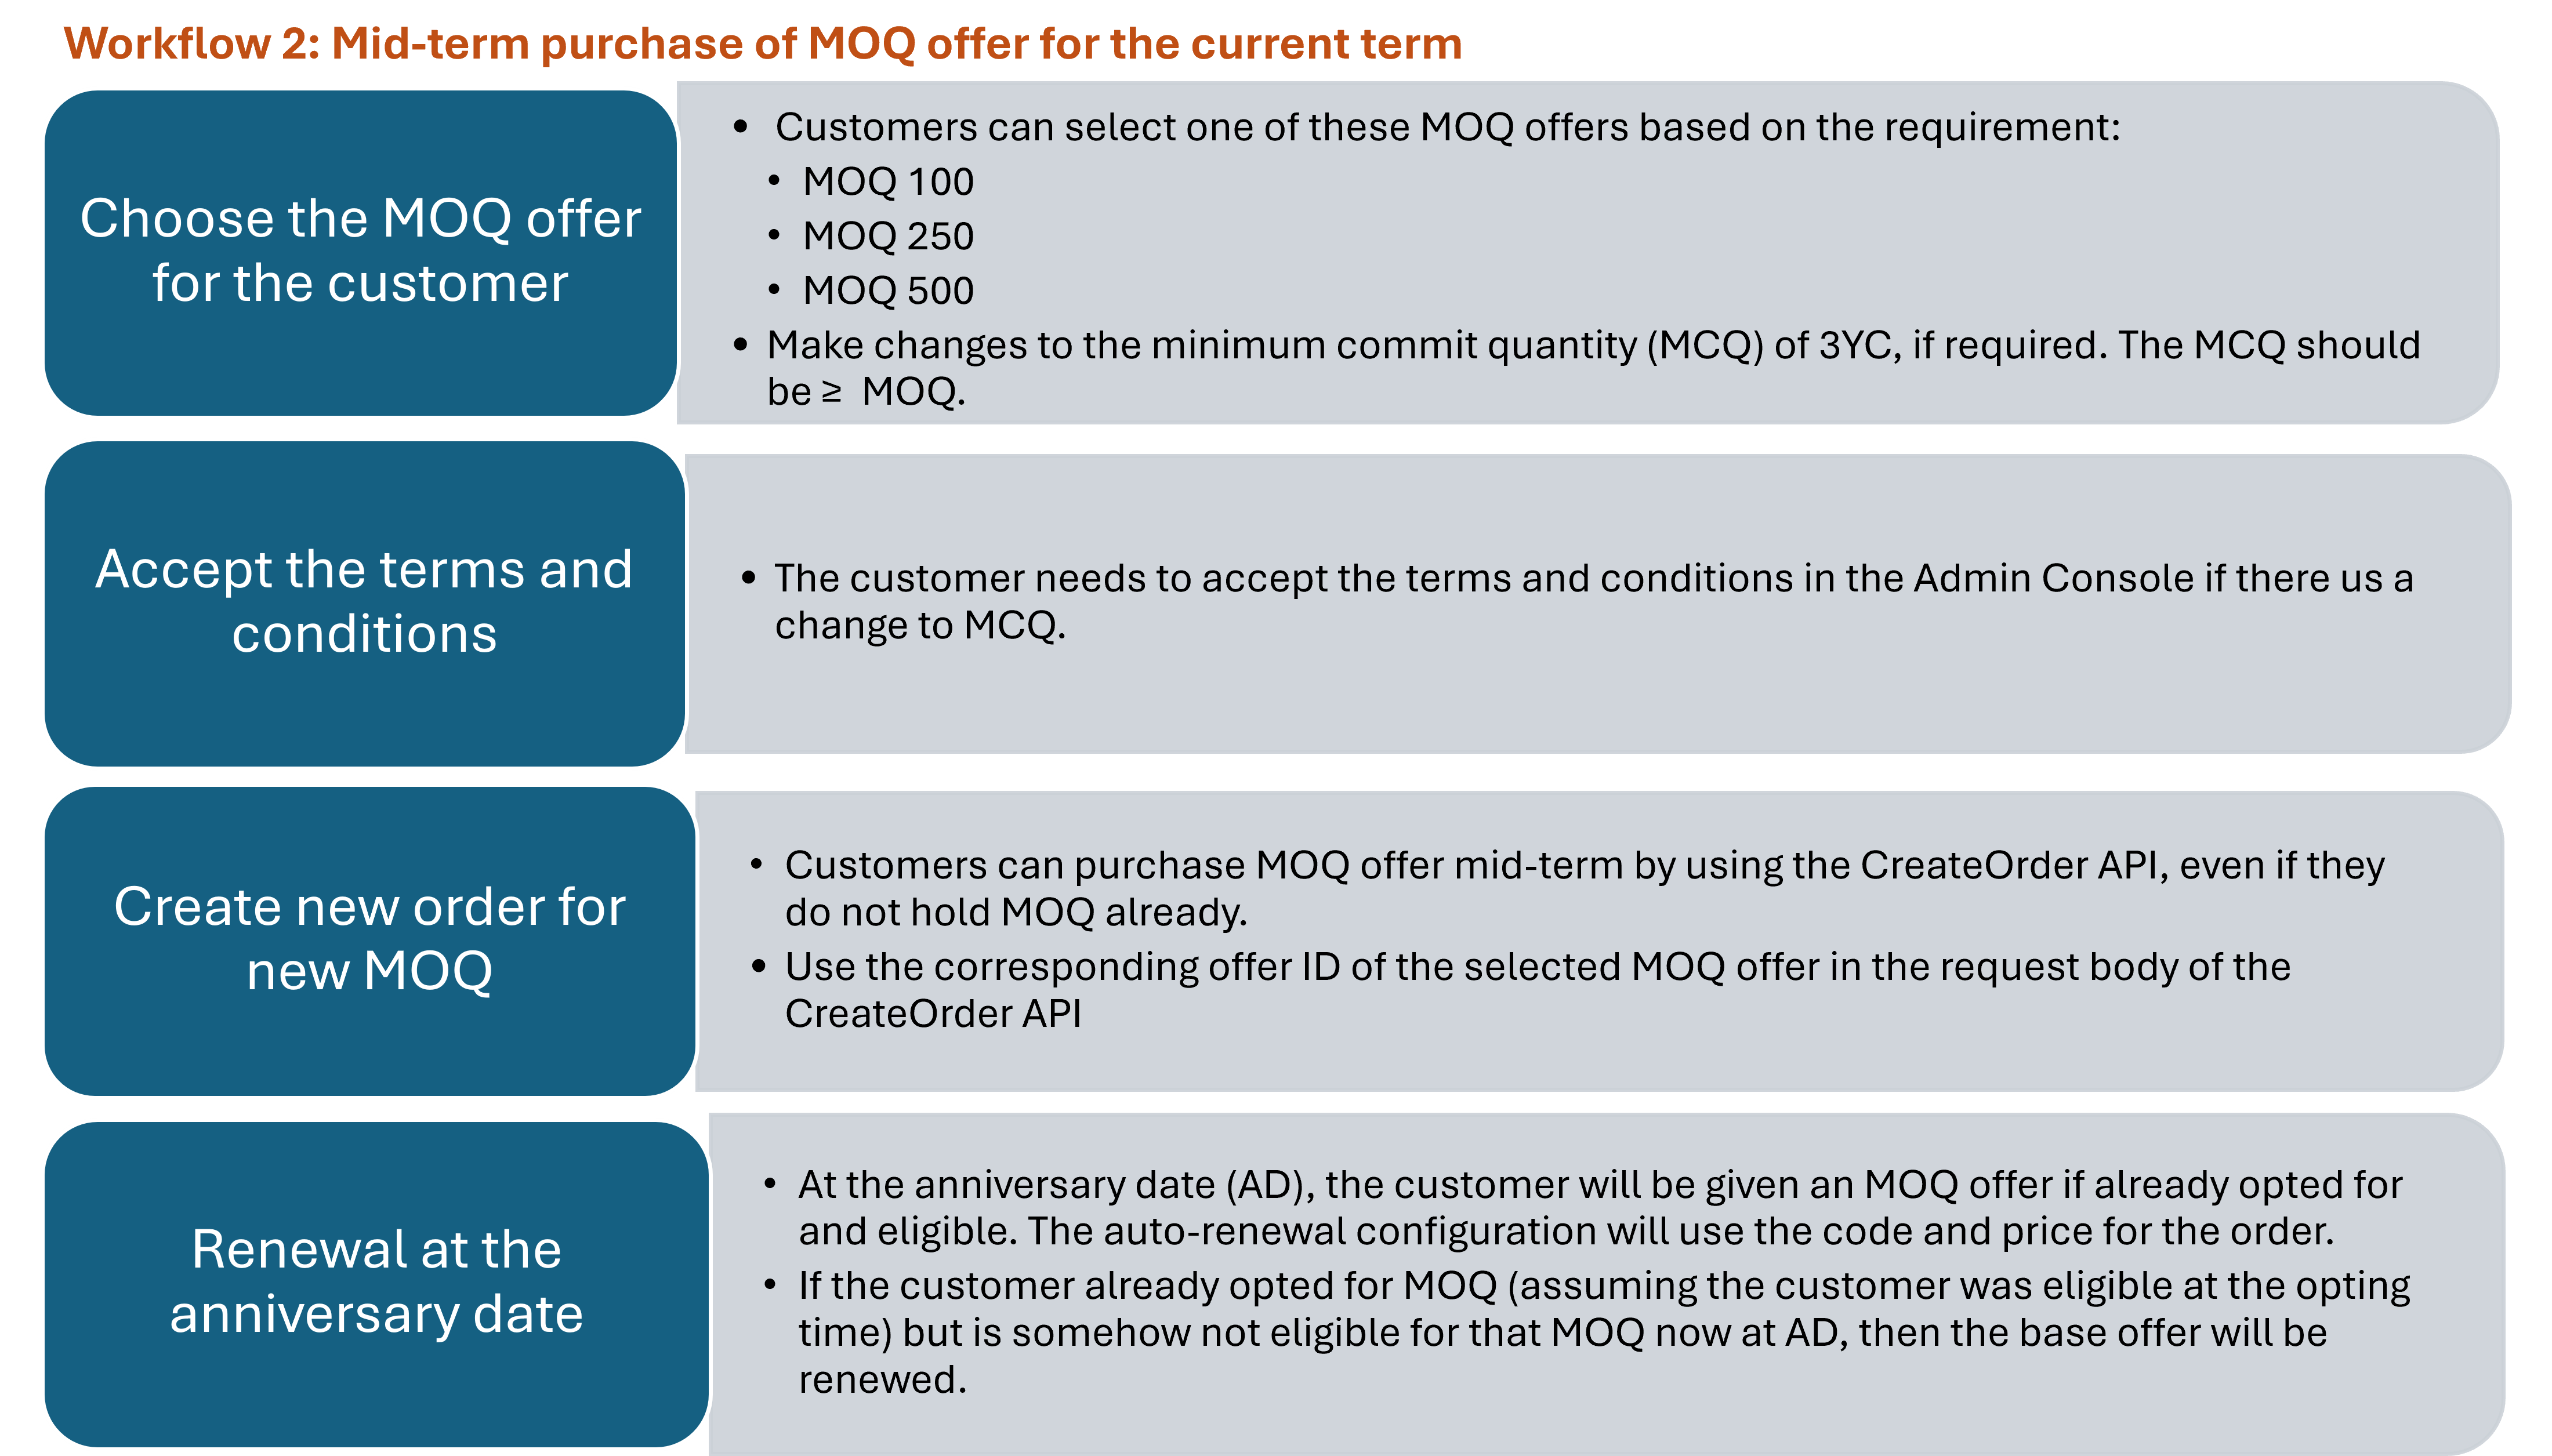 Workflow 2: Mid-term purchase of MOQ offer for the current term
Choose the MOQ offer
for the customer
• Customers can select one of these MOQ offers based on the requirement:
• MOQ 100
• MOQ 250
• MOQ 500
• Make changes to the minimum commit quantity (MCQ) of 3YC, if required. The MCQ should
be ≥ MOQ.
Accept the terms and
conditions
• The customer needs to accept the terms and conditions in the Admin Console if there us a
change to MCQ.
Create new order for
new MOQ
• Customers can purchase MOQ offer mid-term by using the CreateOrder API, even if they
do not hold MOQ already.
• Use the corresponding offer ID of the selected MOQ offer in the request body of the
CreateOrder API
Renewal at the
anniversary date
• At the anniversary date (AD), the customer will be given an MOQ offer if already opted for
and eligible. The auto-renewal configuration will use the code and price for the order.
• If the customer already opted for MOQ (assuming the customer was eligible at the opting
time) but is somehow not eligible for that MOQ now at AD, then the base offer will be
renewed.